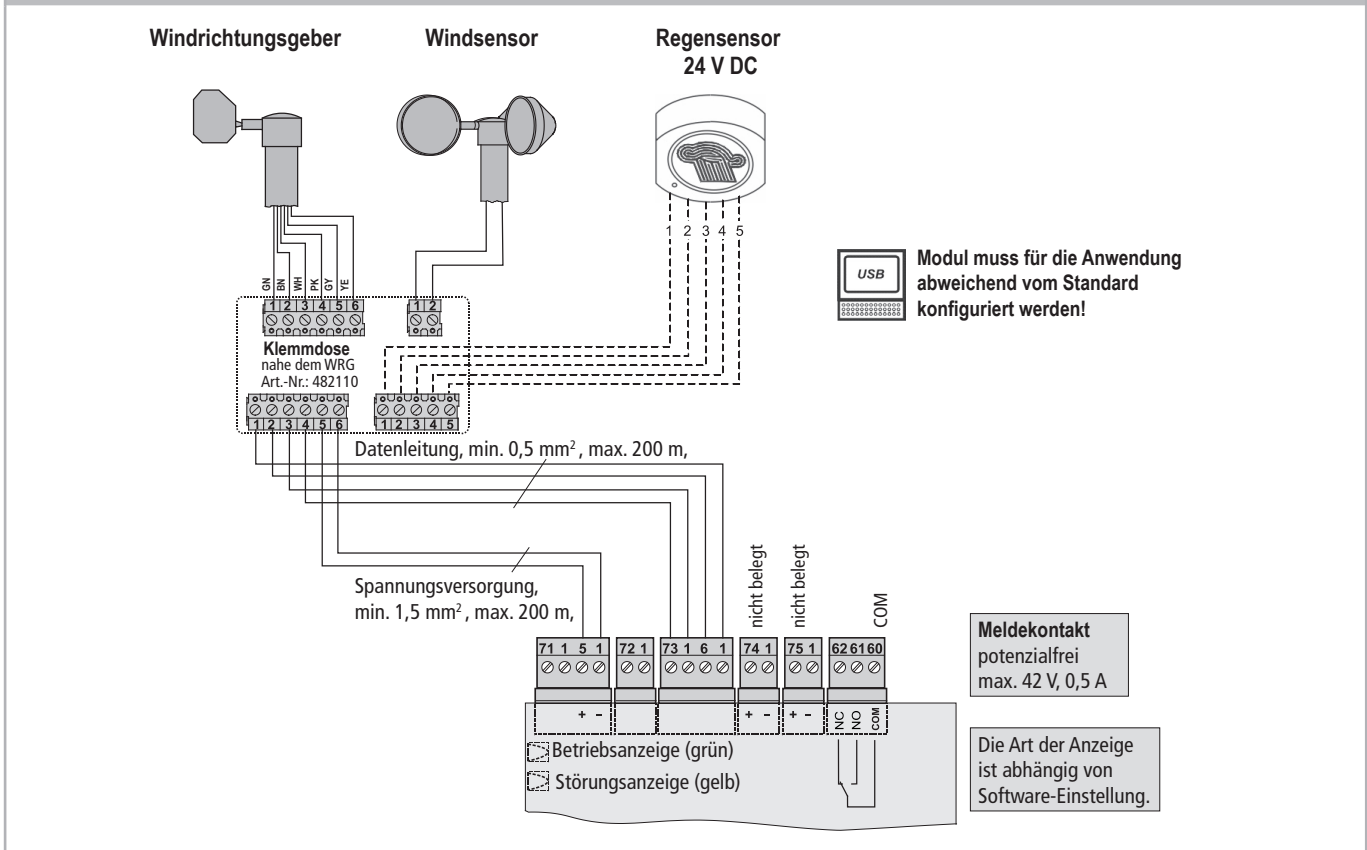 Windrichtungsgeber
Windsensor
Regensensor
24 V DC
1 2 3 4 5
GN
BN
WH
PK
GY
YE
1 2 3 4 5 6
1 2
USB
Modul muss für die Anwendung
abweichend vom Standard
konfiguriert werden!
Klemmdose
nahe dem WRG
Art.-Nr.: 482110
1 2 3 4 5 6
1 2 3 4 5
Datenleitung, min. 0,5 mm², max. 200 m,
Spannungsversorgung,
min. 1,5 mm², max. 200 m,
nicht belegt
nicht belegt
COM
71 1 5 1
72 1
73 1 6 1
74 1
75 1
62 61 60
+ –
+ –
+ –
NC
NO
COM
Betriebsanzeige (grün)
Störungsanzeige (gelb)
Meldekontakt
potenzialfrei
max. 42 V, 0,5 A
Die Art der Anzeige
ist abhängig von
Software-Einstellung.